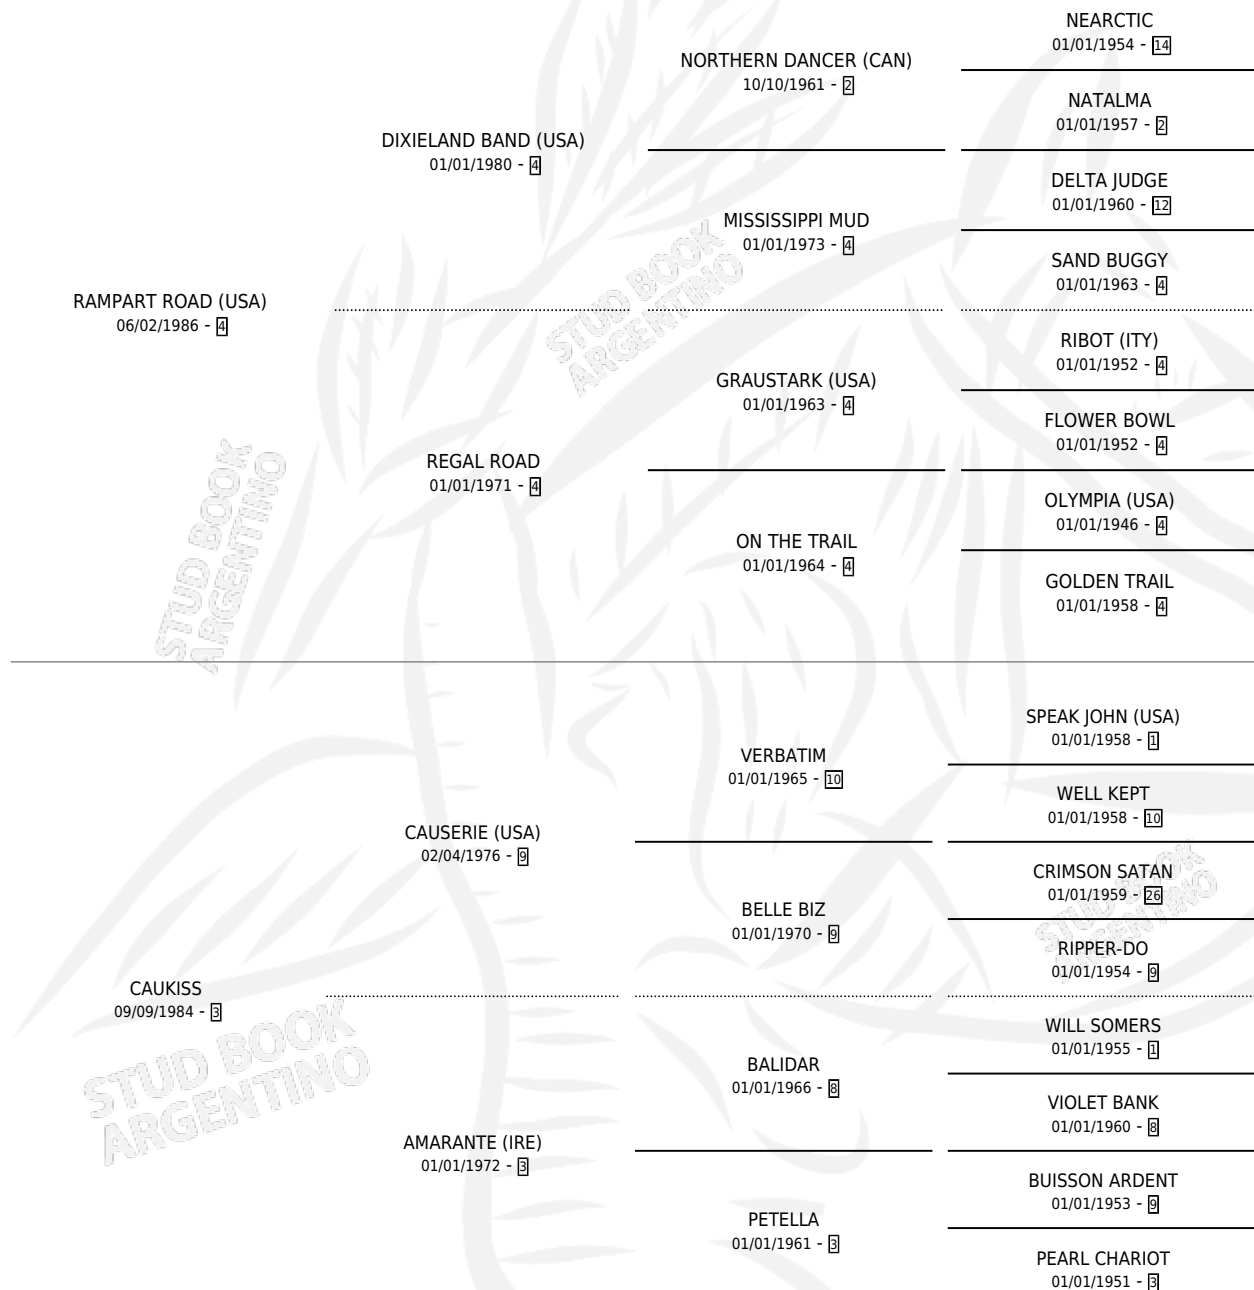 NEARCTIC
01/01/1954 - 14
NORTHERN DANCER (CAN)
10/10/1961 - 2
NATALMA
01/01/1957 - 2
DIXIELAND BAND (USA)
01/01/1980 - 4
DELTA JUDGE
01/01/1960 - 12
MISSISSIPPI MUD
01/01/1973 - 4
SAND BUGGY
01/01/1963 - 4
RAMPART ROAD (USA)
06/02/1986 - 4
STUD BOOK
ARGENTINO
RIBOT (ITY)
01/01/1952 - 4
GRAUSTARK (USA)
01/01/1963 - 4
FLOWER BOWL
01/01/1952 - 4
REGAL ROAD
01/01/1971 - 4
OLYMPIA (USA)
01/01/1946 - 4
ON THE TRAIL
01/01/1964 - 4
GOLDEN TRAIL
01/01/1958 - 4
STUD BOOK
ARGENTINO
SPEAK JOHN (USA)
01/01/1958 - 1
VERBATIM
01/01/1965 - 10
WELL KEPT
01/01/1958 - 10
CAUSERIE (USA)
02/04/1976 - 9
CRIMSON SATAN
01/01/1959 - 26
BELLE BIZ
01/01/1970 - 9
STUD BOOK
ARGENTINO
RIPPER-DO
01/01/1954 - 9
CAUKISS
09/09/1984 - 3
STUD BOOK
ARGENTINO
WILL SOMERS
01/01/1955 - 1
BALIDAR
01/01/1966 - 8
VIOLET BANK
01/01/1960 - 8
AMARANTE (IRE)
01/01/1972 - 3
BUISSON ARDENT
01/01/1953 - 9
PETELLA
01/01/1961 - 3
PEARL CHARIOT
01/01/1951 - 3